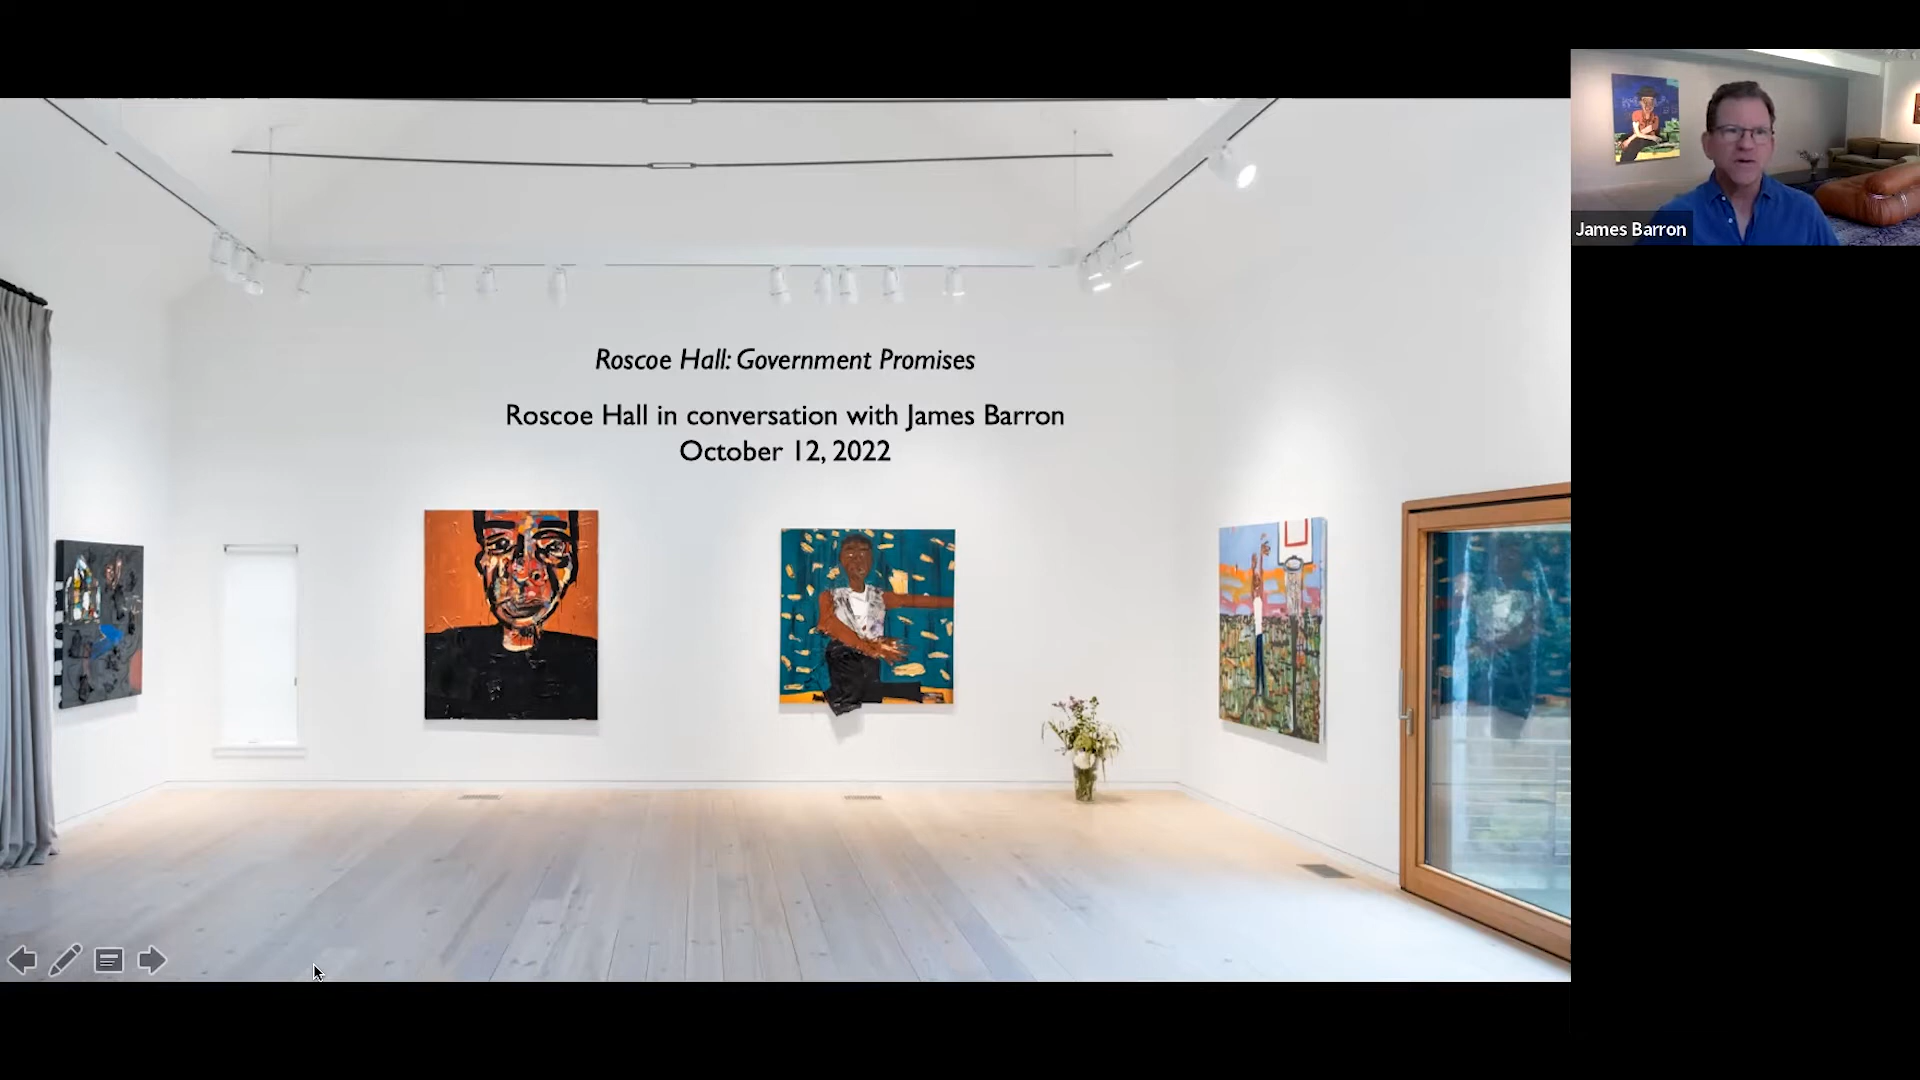 Roscoe Hall: Government Promises
Roscoe Hall in conversation with James Barron
October 12, 2022
James Barron